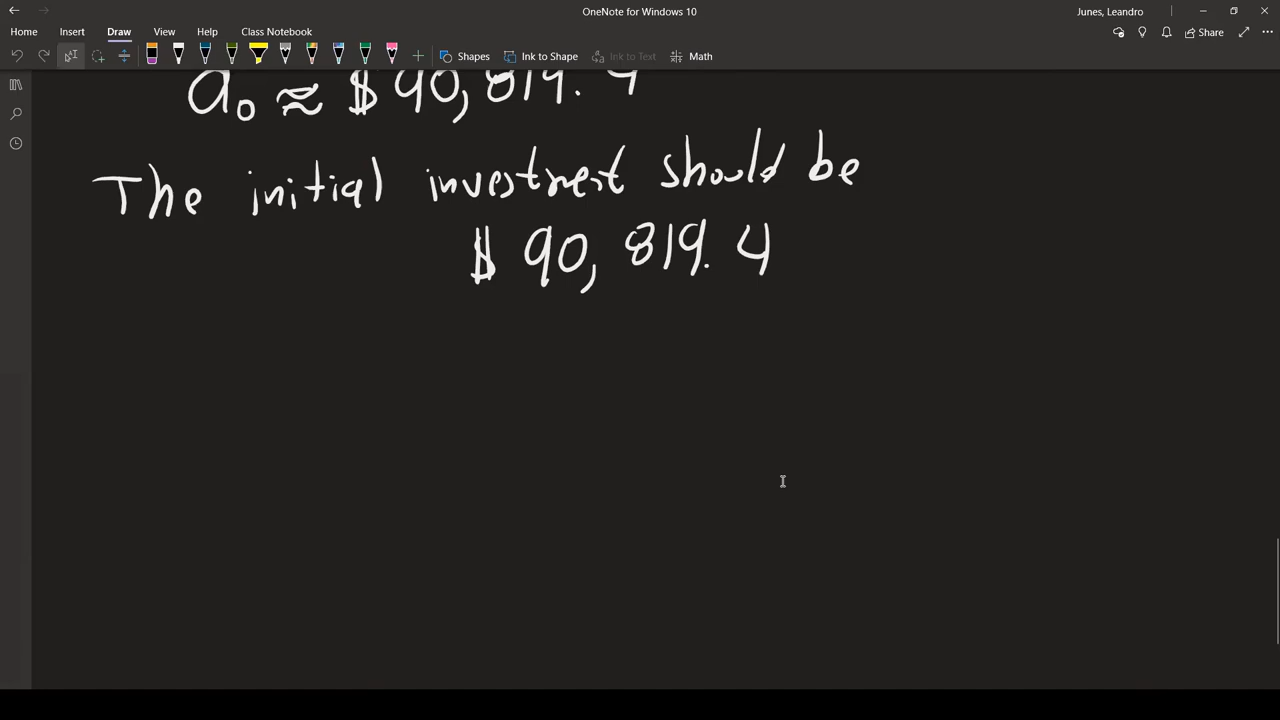 OneNote for Windows 10
Junes, Leandro
Home Insert Draw View Help Class Notebook
Share
Shapes Ink to Shape Ink to Text Math
a₀ ≈ $ 90,819.4
The initial investment should be
$ 90,819.4